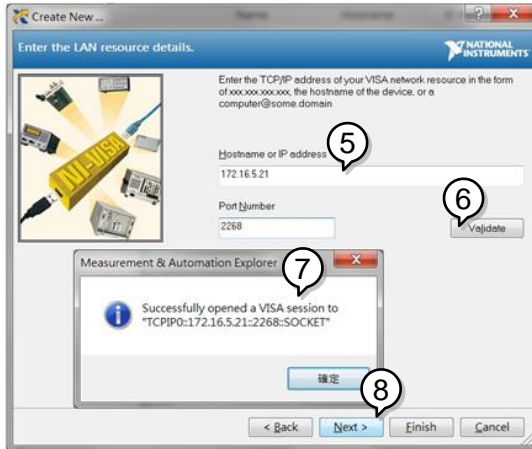 Create New ...
Enter the LAN resource details.
NATIONAL
INSTRUMENTS
Enter the TCP/IP address of your VISA network resource in the form
of xxx.xxx.xxx.xxx, the hostname of the device, or a
computer@some.domain
NI-VISA
Hostname or IP address
5
172.16.5.21
Port Number
6
2268
Validate
Measurement & Automation Explorer
7
Successfully opened a VISA session to
"TCPIP0::172.16.5.21::2268::SOCKET"
確定
8
< Back
Next >
Finish
Cancel